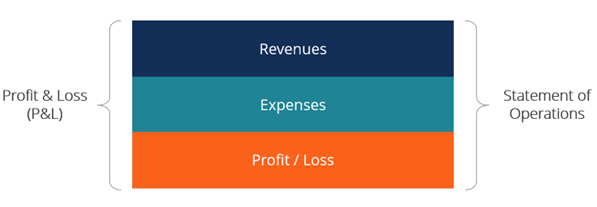 Profit & Loss
(P&L)
Revenues
Expenses
Profit / Loss
Statement of
Operations